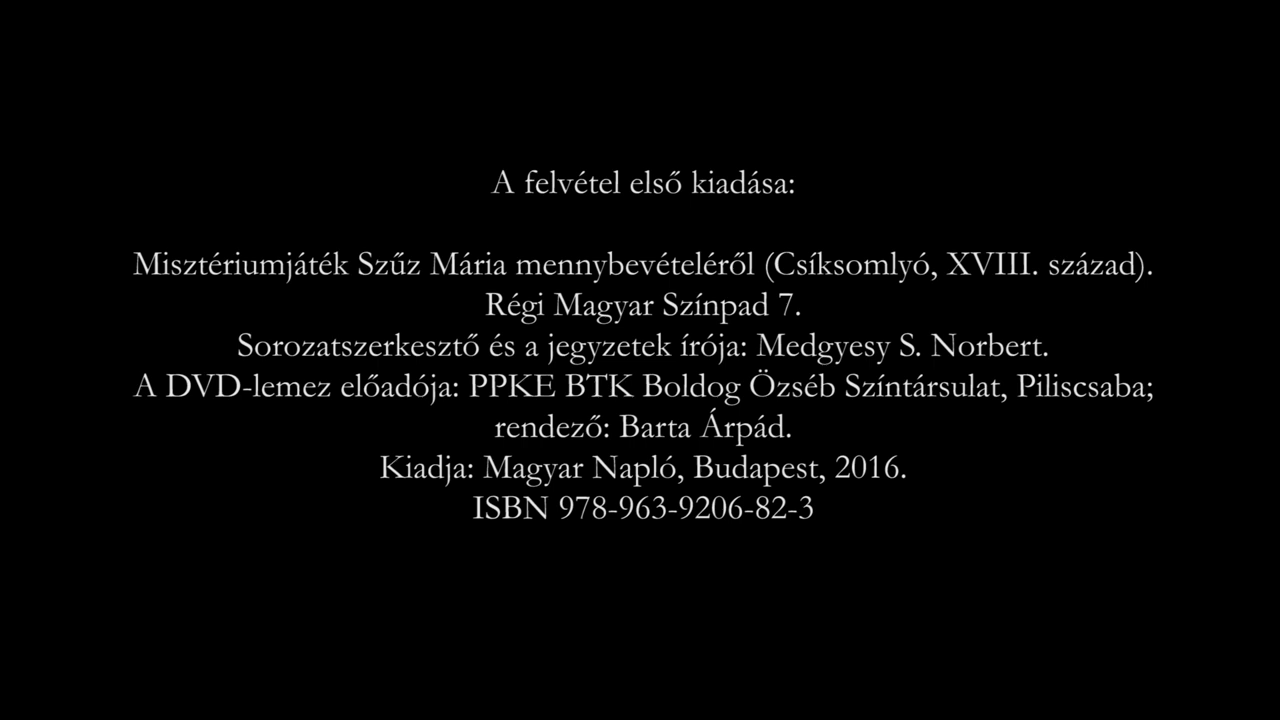 A felvétel első kiadása:
Misztériumjáték Szűz Mária mennybevételéről (Csíksomlyó, XVIII. század).
Régi Magyar Színpad 7.
Sorozatszerkesztő és a jegyzetek írója: Medgyesy S. Norbert.
A DVD-lemez előadója: PPKE BTK Boldog Özséb Színtársulat, Piliscsaba;
rendező: Barta Árpád.
Kiadja: Magyar Napló, Budapest, 2016.
ISBN 978-963-9206-82-3